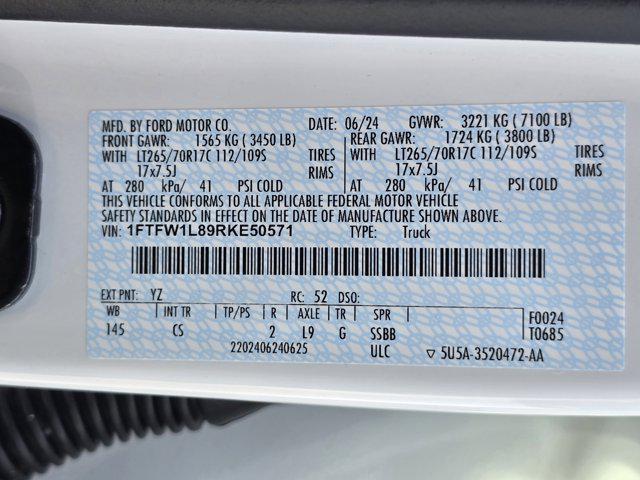 MFD. BY FORD MOTOR CO. DATE: 06/24 GVWR: 3221 KG ( 7100 LB)
FRONT GAWR: 1565 KG ( 3450 LB) REAR GAWR: 1724 KG ( 3800 LB)
WITH LT265/70R17C 112/109S TIRES WITH LT265/70R17C 112/109S TIRES
17x7.5J RIMS 17x7.5J RIMS
AT 280 kPa/ 41 PSI COLD AT 280 kPa/ 41 PSI COLD
THIS VEHICLE CONFORMS TO ALL APPLICABLE FEDERAL MOTOR VEHICLE
SAFETY STANDARDS IN EFFECT ON THE DATE OF MANUFACTURE SHOWN ABOVE.
VIN: 1FTFW1L89RKE50571 TYPE: Truck
EXT PNT: YZ RC: 52 DSO:
WB INT TR TP/PS R AXLE TR SPR F0024
145 CS 2 L9 G SSBB T0685
2202406240625 ULC ▽ 5U5A-3520472-AA